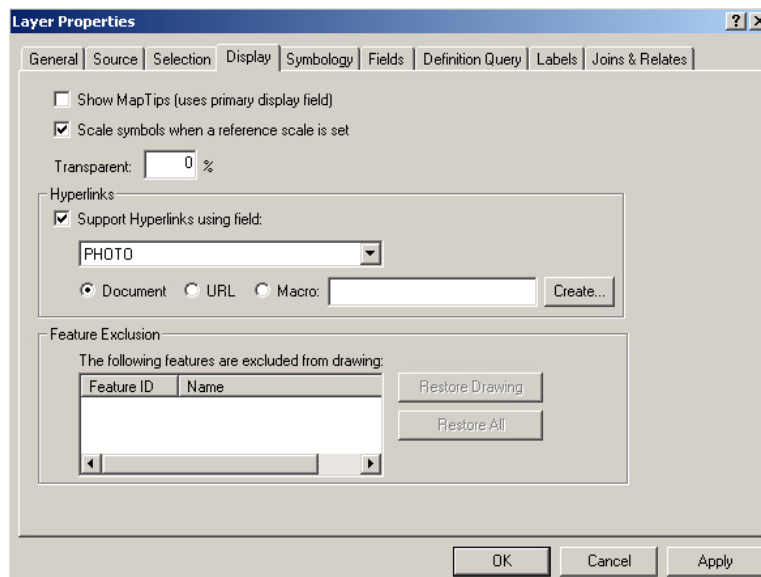 Layer Properties
General Source Selection Display Symbology Fields Definition Query Labels Joins & Relates
Show MapTips (uses primary display field)
Scale symbols when a reference scale is set
Transparent: 0 %
Hyperlinks
Support Hyperlinks using field:
PHOTO
Document URL Macro: Create...
Feature Exclusion
The following features are excluded from drawing:
Feature ID Name
Restore Drawing
Restore All
OK Cancel Apply